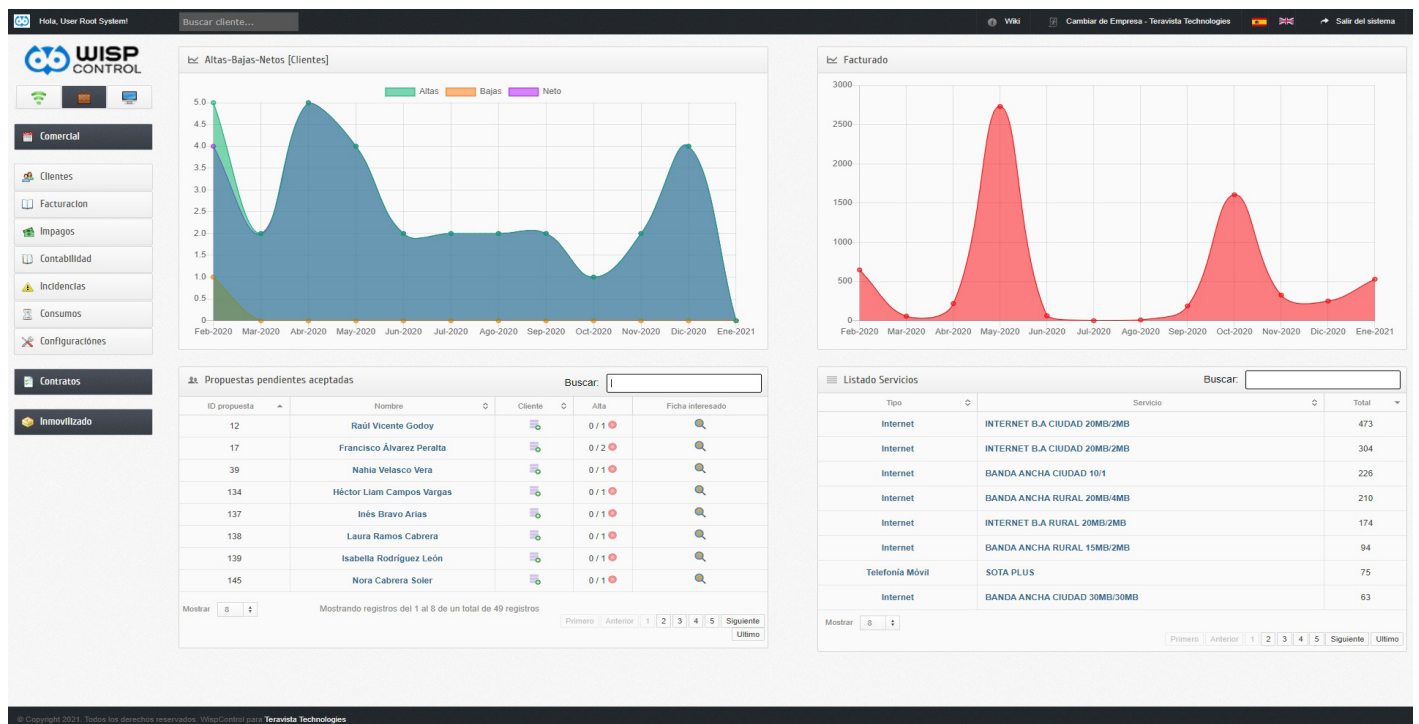 Hola, User Root System!
Buscar cliente...
Wiki
Cambiar de Empresa - Teravista Technologies
Salir del sistema
WISP
CONTROL
Comercial
Clientes
Facturacion
Impagos
Contabilidad
Incidencias
Consumos
Configuraciónes
Contratos
Inmovilizado
Altas-Bajas-Netos [Clientes]
Altas Bajas Neto
5.0
4.5
4.0
3.5
3.0
2.5
2.0
1.5
1.0
0.5
0
Feb-2020 Mar-2020 Abr-2020 May-2020 Jun-2020 Jul-2020 Ago-2020 Sep-2020 Oct-2020 Nov-2020 Dic-2020 Ene-2021
Facturado
3000
2500
2000
1500
1000
500
0
Feb-2020 Mar-2020 Abr-2020 May-2020 Jun-2020 Jul-2020 Ago-2020 Sep-2020 Oct-2020 Nov-2020 Dic-2020 Ene-2021
Propuestas pendientes aceptadas Buscar:
ID propuesta Nombre Cliente Alta Ficha interesado
12 Raúl Vicente Godoy 0 / 1
17 Francisco Álvarez Peralta 0 / 2
39 Nahia Velasco Vera 0 / 1
134 Héctor Liam Campos Vargas 0 / 1
137 Inés Bravo Arias 0 / 1
138 Laura Ramos Cabrera 0 / 1
139 Isabella Rodríguez León 0 / 1
145 Nora Cabrera Soler 0 / 1
Mostrar 8 Mostrando registros del 1 al 8 de un total de 49 registros
Primero Anterior 1 2 3 4 5 Siguiente
Ultimo
Listado Servicios Buscar:
Tipo Servicio Total
Internet INTERNET B.A CIUDAD 20MB/2MB 473
Internet INTERNET B.A CIUDAD 20MB/2MB 304
Internet BANDA ANCHA CIUDAD 10/1 226
Internet BANDA ANCHA RURAL 20MB/4MB 210
Internet INTERNET B.A RURAL 20MB/2MB 174
Internet BANDA ANCHA RURAL 15MB/2MB 94
Telefonía Móvil SOTA PLUS 75
Internet BANDA ANCHA CIUDAD 30MB/30MB 63
Mostrar 8
Primero Anterior 1 2 3 4 5 Siguiente Ultimo
© Copyright 2021. Todos los derechos reservados. WispControl para Teravista Technologies